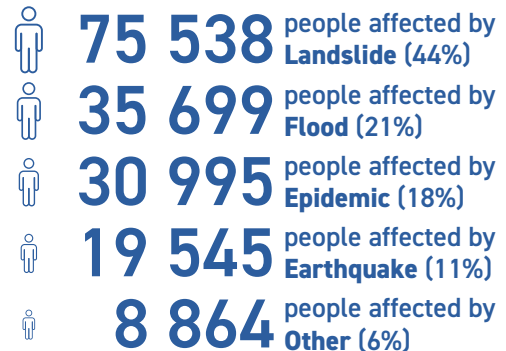 75 538 people affected by
Landslide (44%)
35 699 people affected by
Flood (21%)
30 995 people affected by
Epidemic (18%)
19 545 people affected by
Earthquake (11%)
8 864 people affected by
Other (6%)